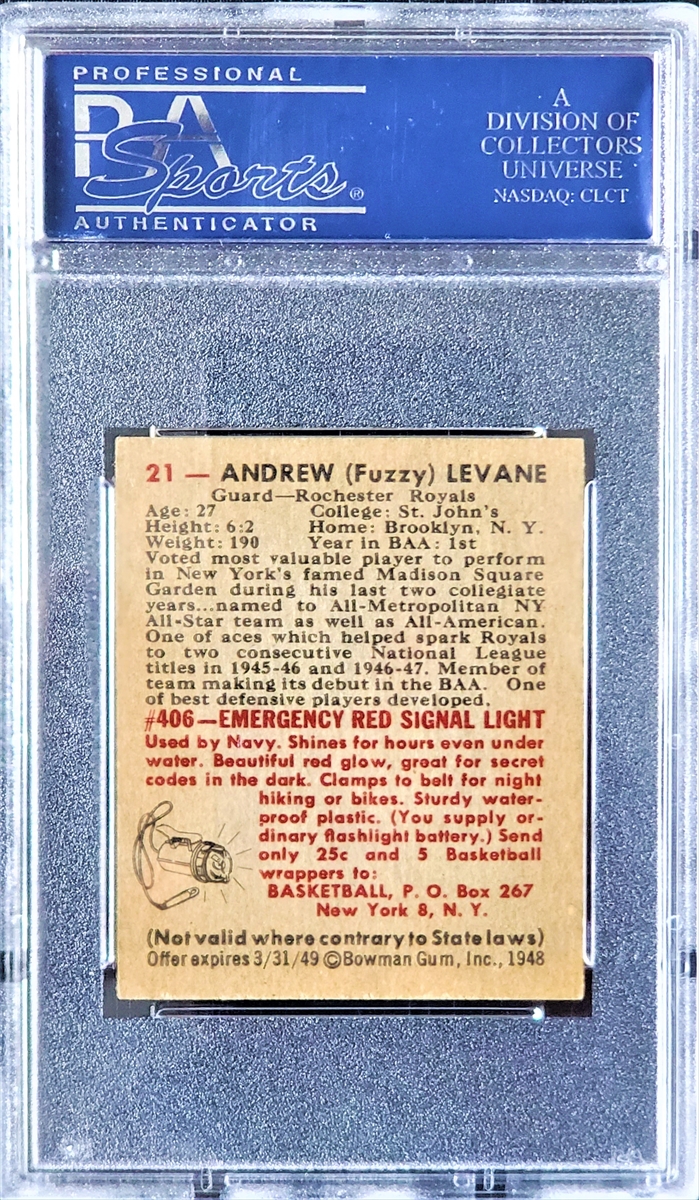 PROFESSIONAL
PSA
Sports®
AUTHENTICATOR
A
DIVISION OF
COLLECTORS
UNIVERSE
NASDAQ: CLCT
21 — ANDREW (Fuzzy) LEVANE
Guard—Rochester Royals
Age: 27 College: St. John's
Height: 6:2 Home: Brooklyn, N. Y.
Weight: 190 Year in BAA: 1st
Voted most valuable player to perform
in New York's famed Madison Square
Garden during his last two collegiate
years...named to All-Metropolitan NY
All-Star team as well as All-American.
One of aces which helped spark Royals
to two consecutive National League
titles in 1945-46 and 1946-47. Member of
team making its debut in the BAA. One
of best defensive players developed.
#406—EMERGENCY RED SIGNAL LIGHT
Used by Navy. Shines for hours even under
water. Beautiful red glow, great for secret
codes in the dark. Clamps to belt for night
hiking or bikes. Sturdy water-
proof plastic. (You supply or-
dinary flashlight battery.) Send
only 25c and 5 Basketball
wrappers to:
BASKETBALL, P. O. Box 267
New York 8, N. Y.
(Not valid where contrary to State laws)
Offer expires 3/31/49 ©Bowman Gum, Inc., 1948